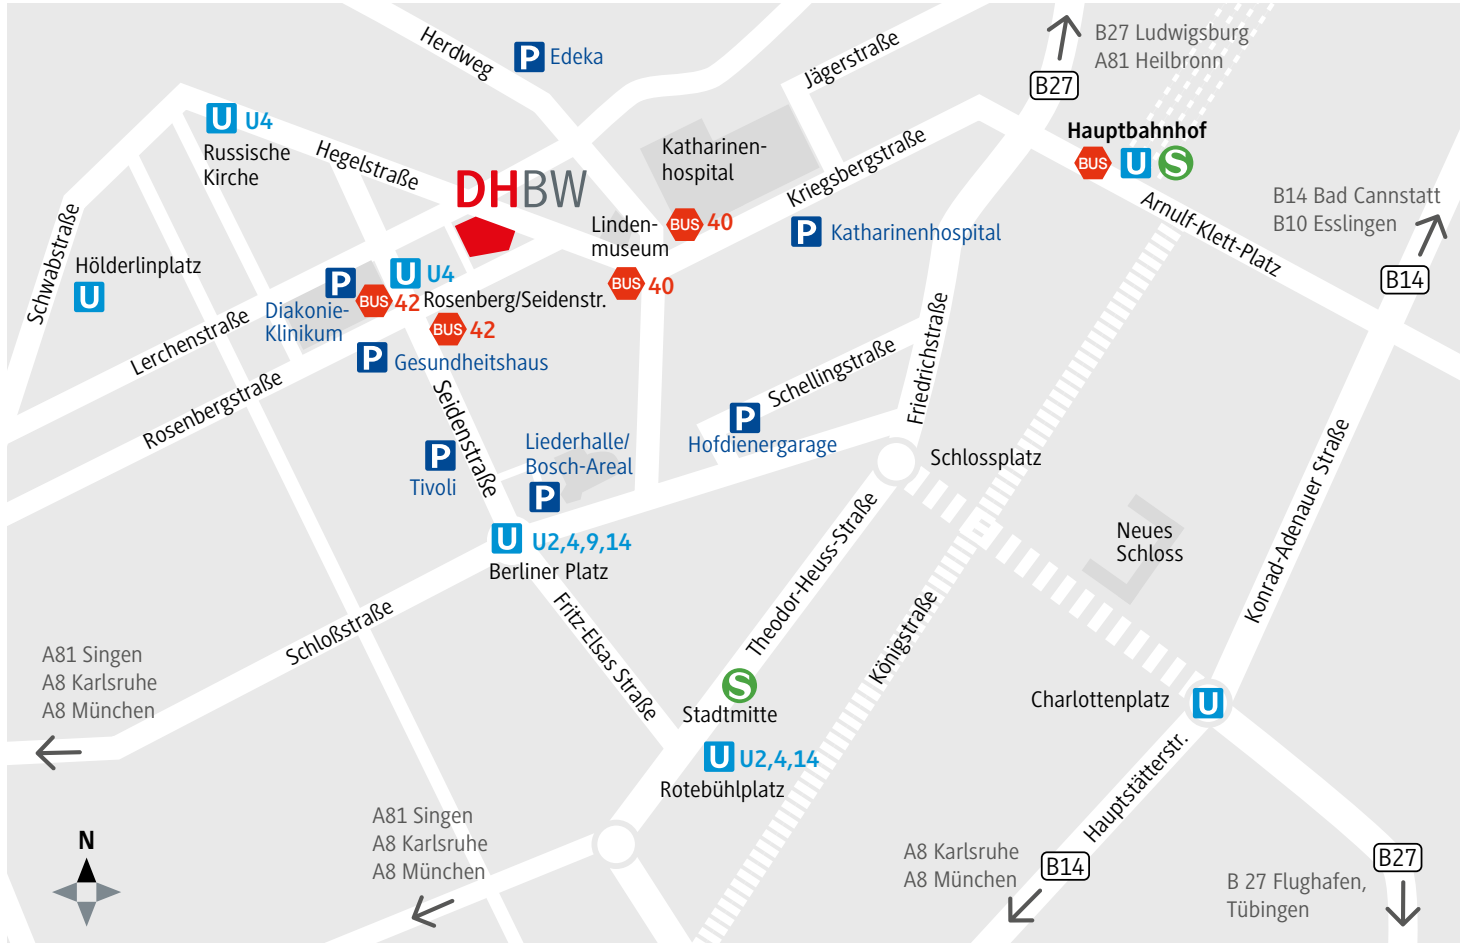 Herdweg
P Edeka
Jägerstraße
B27 Ludwigsburg
A81 Heilbronn
B27
U U4
Russische
Kirche
Hegelstraße
DHBW
Katharinen-
hospital
Kriegsbergstraße
Hauptbahnhof
BUS U S
Arnulf-Klett-Platz
B14 Bad Cannstatt
B10 Esslingen
B14
Schwabstraße
Hölderlinplatz
U
Linden-
museum
BUS 40
P Katharinenhospital
BUS 40
P
Diakonie-
Klinikum
U U4
BUS 42
Rosenberg/Seidenstr.
BUS 42
Lerchenstraße
P Gesundheitshaus
Rosenbergstraße
Seidenstraße
Friedrichstraße
Schellingstraße
P
Hofdienergarage
P
Tivoli
Liederhalle/
Bosch-Areal
P
Schlossplatz
U U2,4,9,14
Berliner Platz
Neues
Schloss
Konrad-Adenauer Straße
Theodor-Heuss-Straße
Königstraße
Fritz-Elsas Straße
Schloßstraße
A81 Singen
A8 Karlsruhe
A8 München
S
Stadtmitte
U U2,4,14
Rotebühlplatz
Charlottenplatz
U
Hauptstätterstr.
A81 Singen
A8 Karlsruhe
A8 München
N
A8 Karlsruhe
A8 München
B14
B27
B 27 Flughafen,
Tübingen